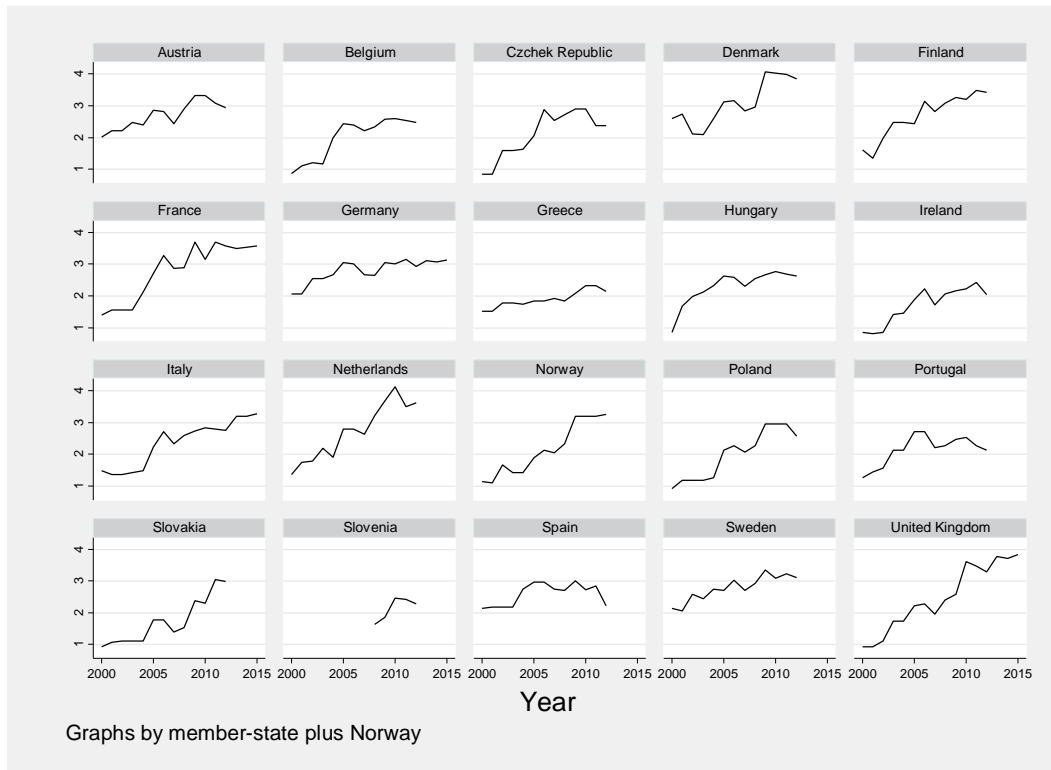 Austria Belgium Czchek Republic Denmark Finland
4
3
2
1
France Germany Greece Hungary Ireland
4
3
2
1
Italy Netherlands Norway Poland Portugal
4
3
2
1
Slovakia Slovenia Spain Sweden United Kingdom
4
3
2
1
2000 2005 2010 2015 2000 2005 2010 2015 2000 2005 2010 2015 2000 2005 2010 2015 2000 2005 2010 2015
Year
Graphs by member-state plus Norway